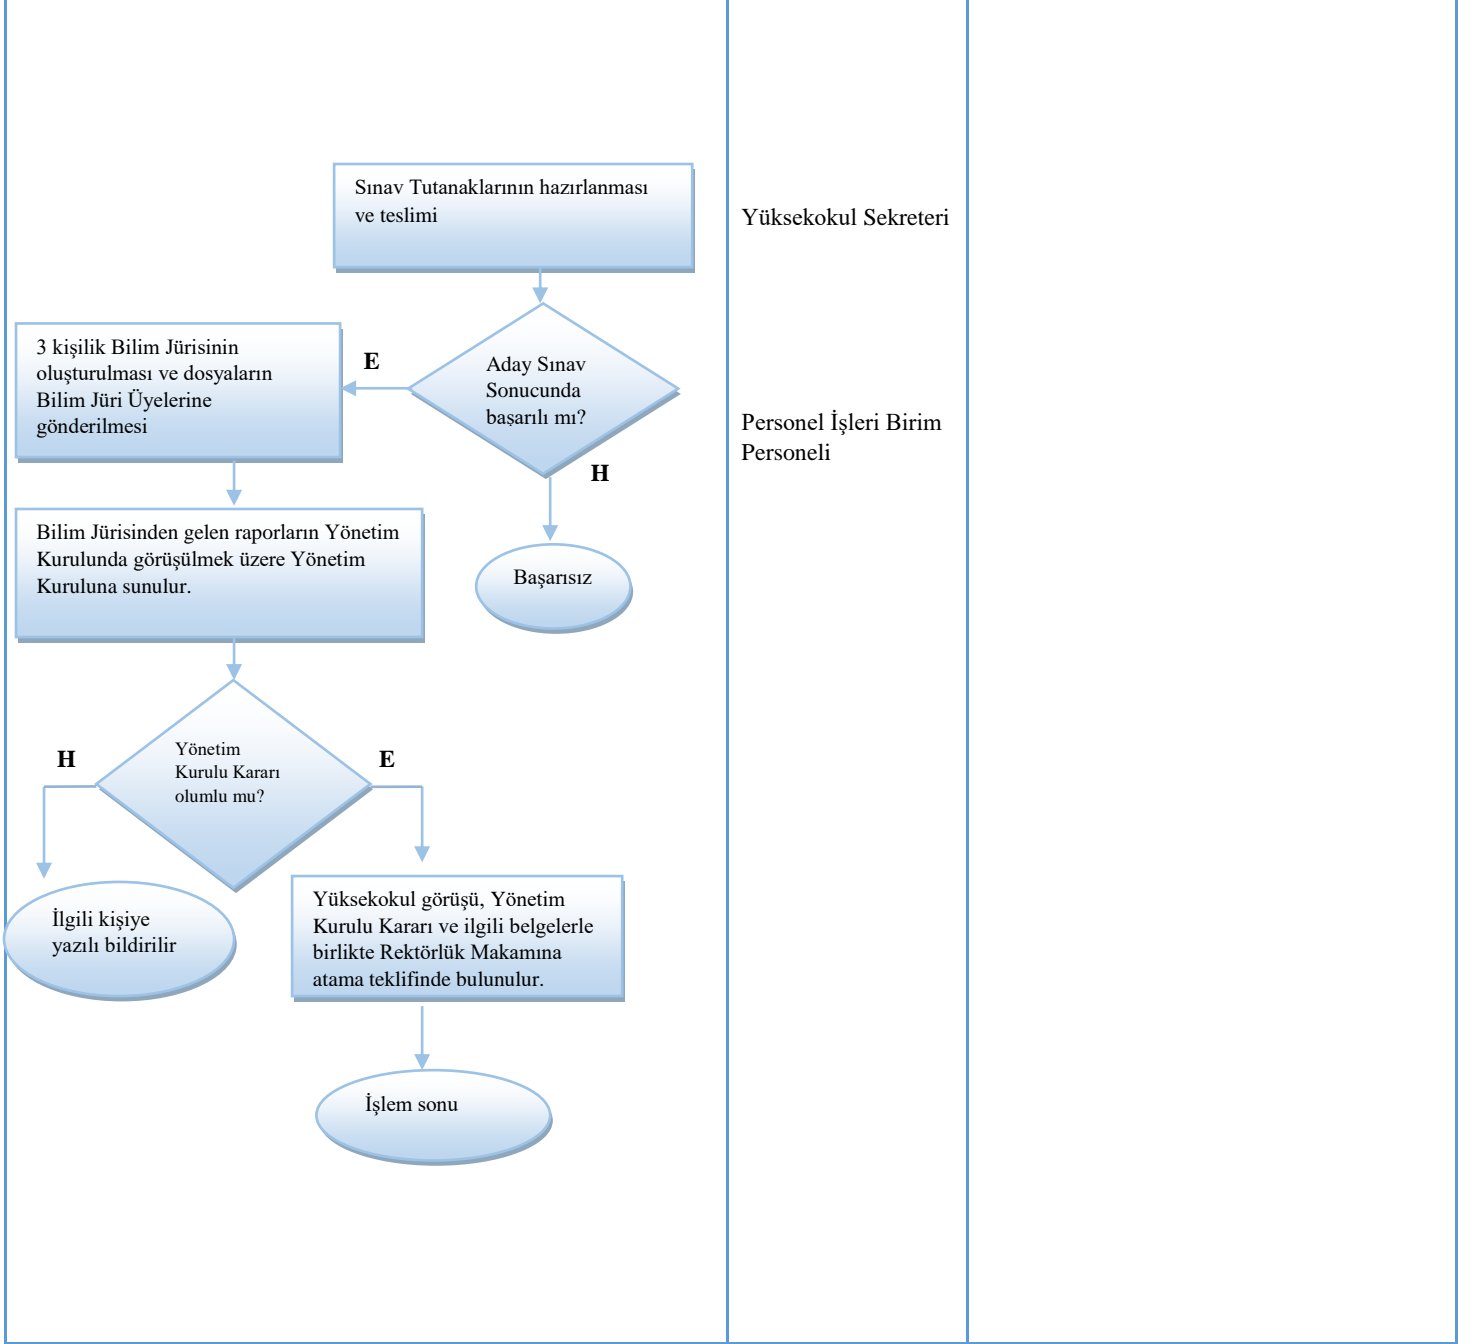 Sınav Tutanaklarının hazırlanması
ve teslimi
Yüksekokul Sekreteri
3 kişilik Bilim Jürisinin
oluşturulması ve dosyaların
Bilim Jüri Üyelerine
gönderilmesi
E
Aday Sınav
Sonucunda
başarılı mı?
Personel İşleri Birim
Personeli
H
Bilim Jürisinden gelen raporların Yönetim
Kurulunda görüşülmek üzere Yönetim
Kuruluna sunulur.
Başarısız
H
Yönetim
Kurulu Kararı
olumlu mu?
E
İlgili kişiye
yazılı bildirilir
Yüksekokul görüşü, Yönetim
Kurulu Kararı ve ilgili belgelerle
birlikte Rektörlük Makamına
atama teklifinde bulunulur.
İşlem sonu